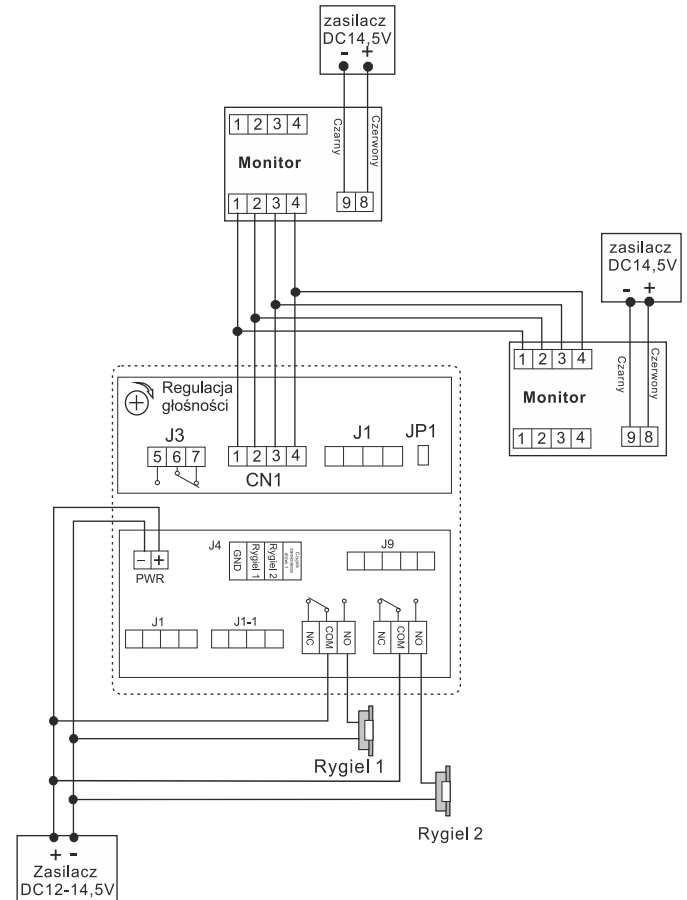 zasilacz
DC14,5V
- +
Czarny
Czerwony
1 2 3 4
Monitor
1 2 3 4
9 8
zasilacz
DC14,5V
- +
1 2 3 4
Czarny
Czerwony
Monitor
1 2 3 4
9 8
Regulacja
głośności
J3
5 6 7
1 2 3 4
CN1
J1
JP1
- +
PWR
J4
GND
Rygiel 1
Rygiel 2
J9
J1
J1-1
NC
COM
NO
NC
COM
NO
Rygiel 1
Rygiel 2
+ -
Zasilacz
DC12-14,5V